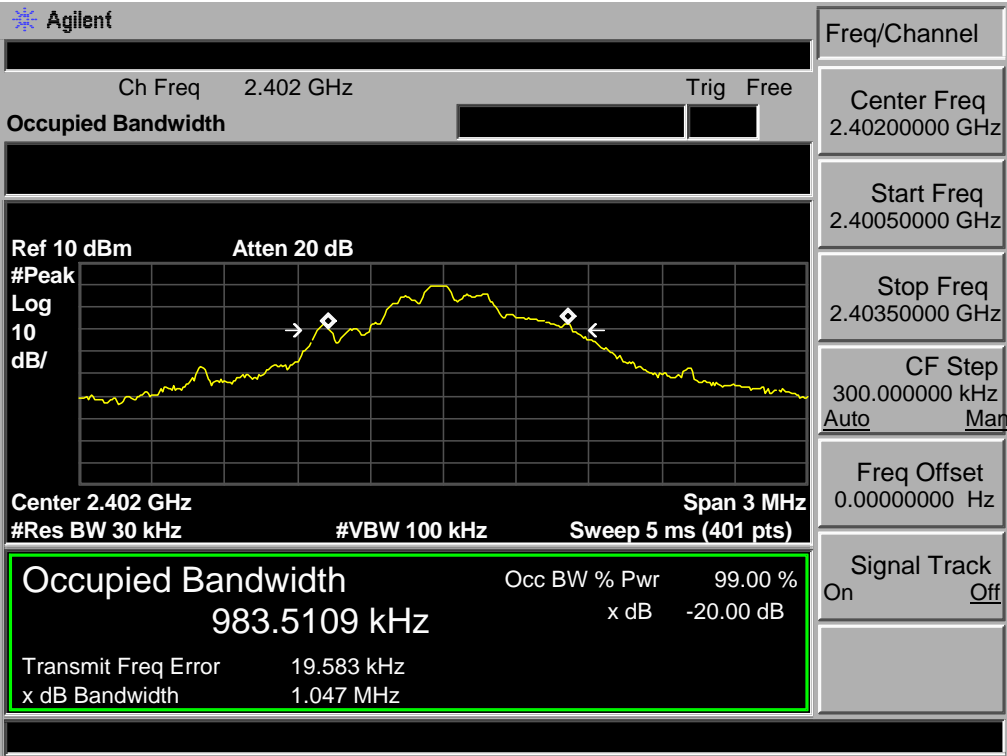 Agilent
Freq/Channel
Ch Freq 2.402 GHz Trig Free
Occupied Bandwidth
Center Freq
2.40200000 GHz
Start Freq
2.40050000 GHz
Ref 10 dBm Atten 20 dB
#Peak
Log
10
dB/
Stop Freq
2.40350000 GHz
CF Step
300.000000 kHz
Auto Man
Freq Offset
0.00000000 Hz
Center 2.402 GHz Span 3 MHz
#Res BW 30 kHz #VBW 100 kHz Sweep 5 ms (401 pts)
Signal Track
On Off
Occupied Bandwidth
983.5109 kHz
Occ BW % Pwr 99.00 %
x dB -20.00 dB
Transmit Freq Error 19.583 kHz
x dB Bandwidth 1.047 MHz